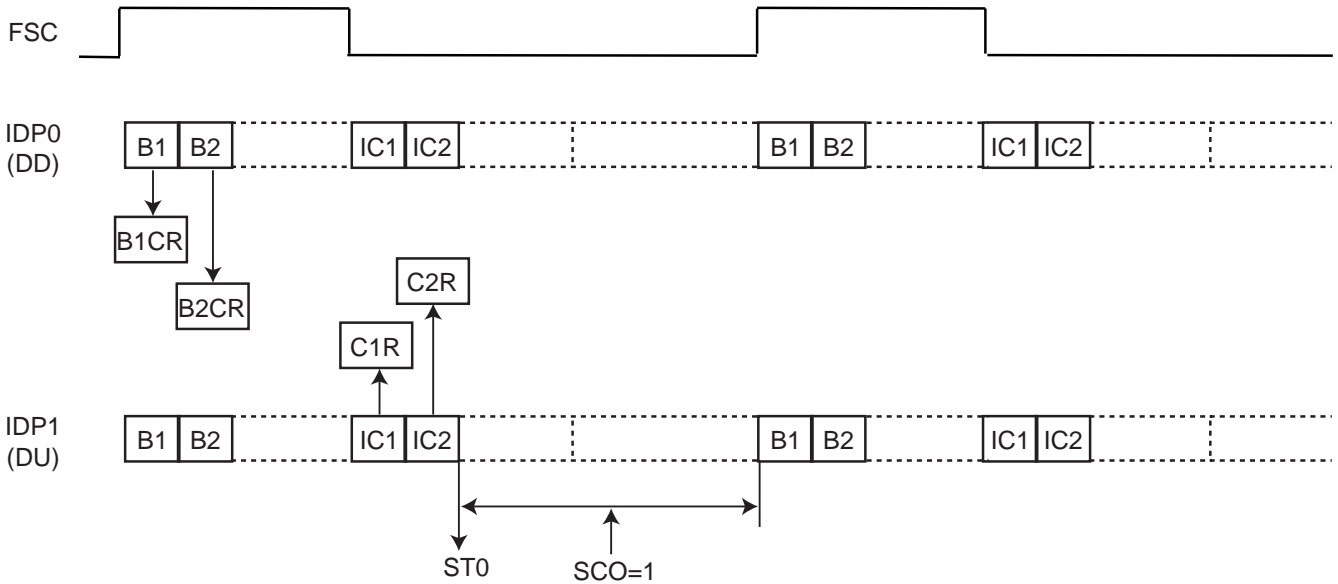 FSC
IDP0
(DD)
B1 B2 IC1 IC2 B1 B2 IC1 IC2
B1CR
B2CR
C2R
C1R
IDP1
(DU)
B1 B2 IC1 IC2 B1 B2 IC1 IC2
ST0 SCO=1